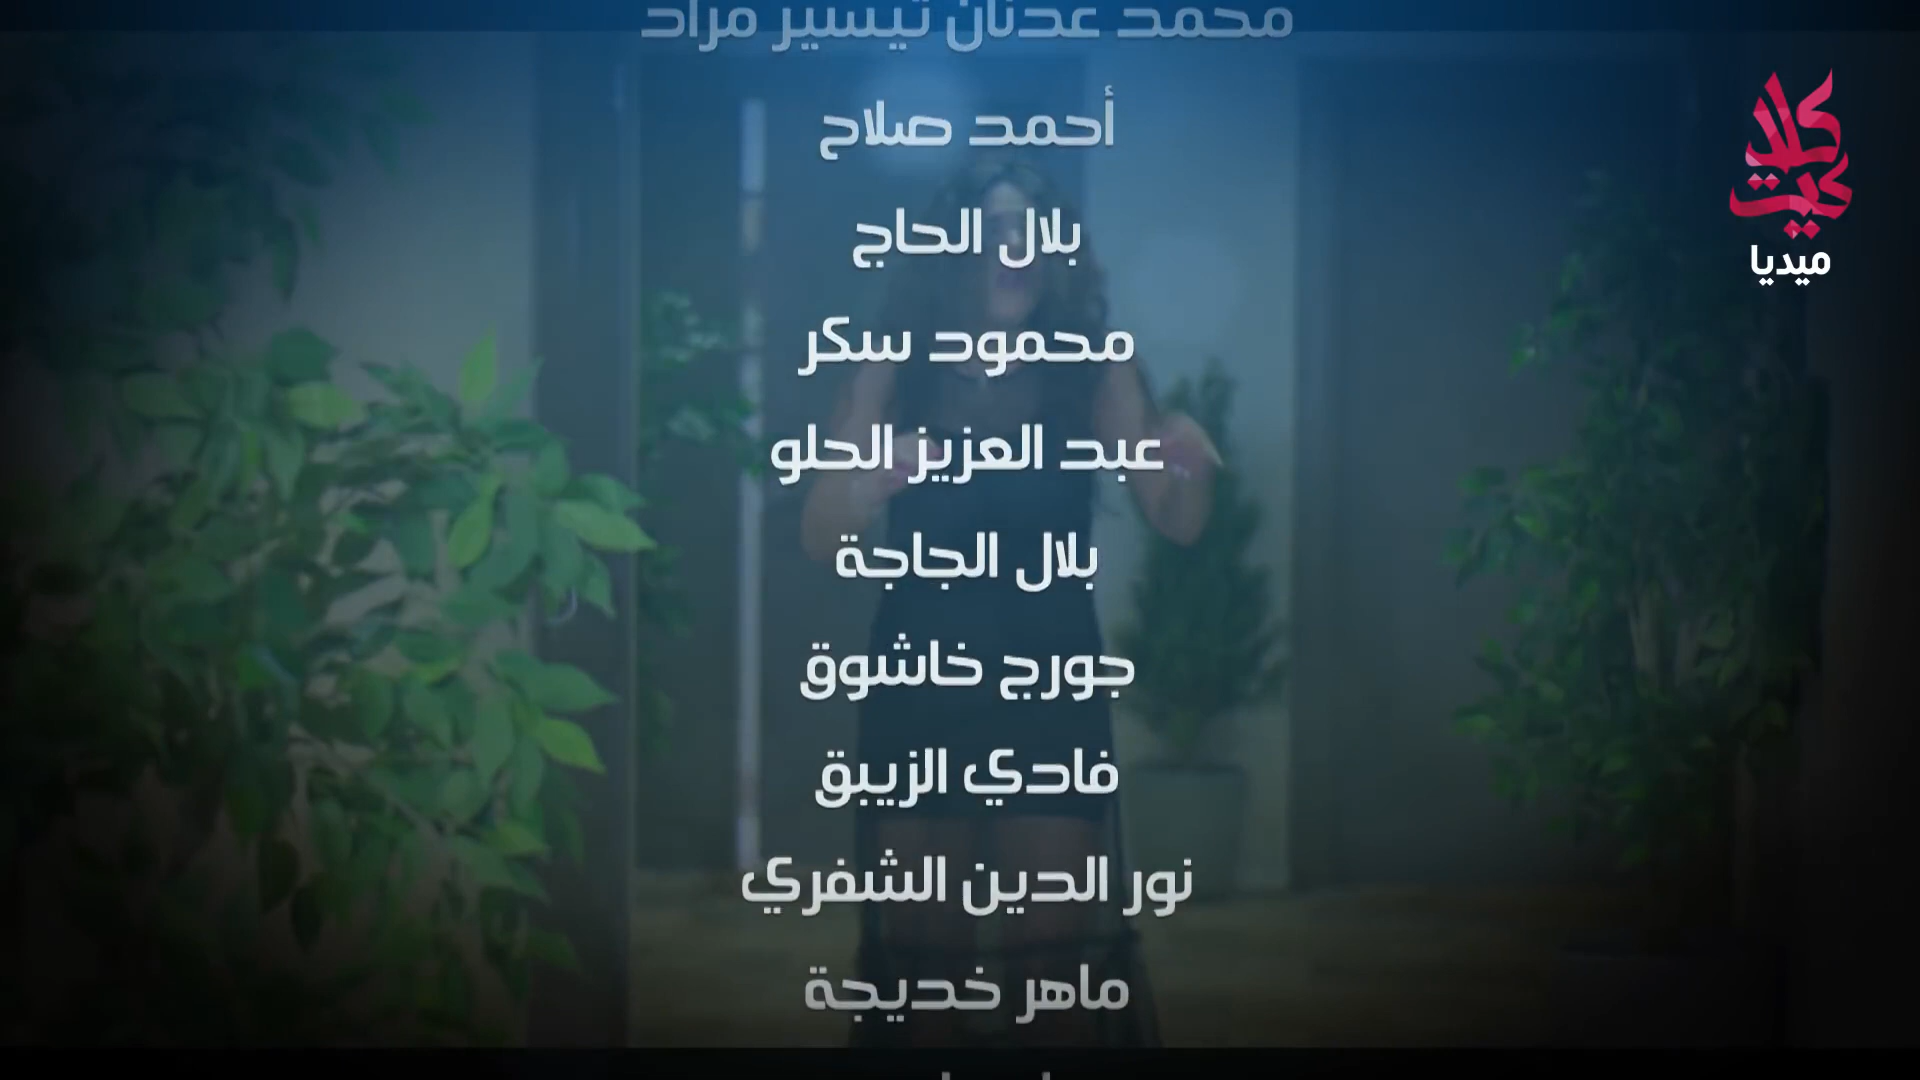 محمد عدنان تيسير مراد
أحمد صلاح
بلال الحاج
محمود سكر
عبد العزيز الحلو
بلال الجاجة
جورج خاشوق
فادي الزيبق
نور الدين الشفري
ماهر خديجة
كلاكيت
ميديا